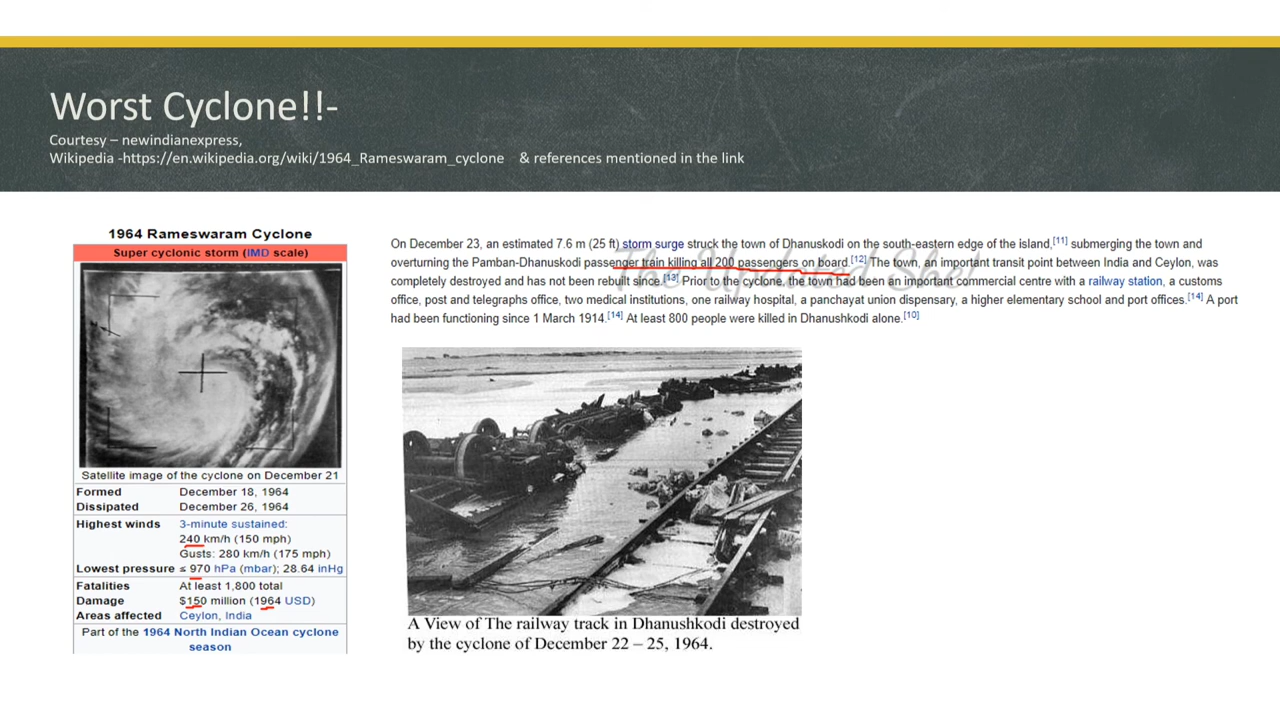 Worst Cyclone!!-
Courtesy – newindianexpress,
Wikipedia -https://en.wikipedia.org/wiki/1964_Rameswaram_cyclone & references mentioned in the link
1964 Rameswaram Cyclone
Super cyclonic storm (IMD scale)
Satellite image of the cyclone on December 21
Formed December 18, 1964
Dissipated December 26, 1964
Highest winds 3-minute sustained:
240 km/h (150 mph)
Gusts: 280 km/h (175 mph)
Lowest pressure ≤ 970 hPa (mbar); 28.64 inHg
Fatalities At least 1,800 total
Damage $150 million (1964 USD)
Areas affected Ceylon, India
Part of the 1964 North Indian Ocean cyclone
season
On December 23, an estimated 7.6 m (25 ft) storm surge struck the town of Dhanuskodi on the south-eastern edge of the island,[11] submerging the town and
overturning the Pamban-Dhanuskodi passenger train killing all 200 passengers on board.[12] The town, an important transit point between India and Ceylon, was
completely destroyed and has not been rebuilt since.[13] Prior to the cyclone, the town had been an important commercial centre with a railway station, a customs
office, post and telegraphs office, two medical institutions, one railway hospital, a panchayat union dispensary, a higher elementary school and port offices.[14] A port
had been functioning since 1 March 1914.[14] At least 800 people were killed in Dhanushkodi alone.[10]
The Updated She!
A View of The railway track in Dhanushkodi destroyed
by the cyclone of December 22 – 25, 1964.